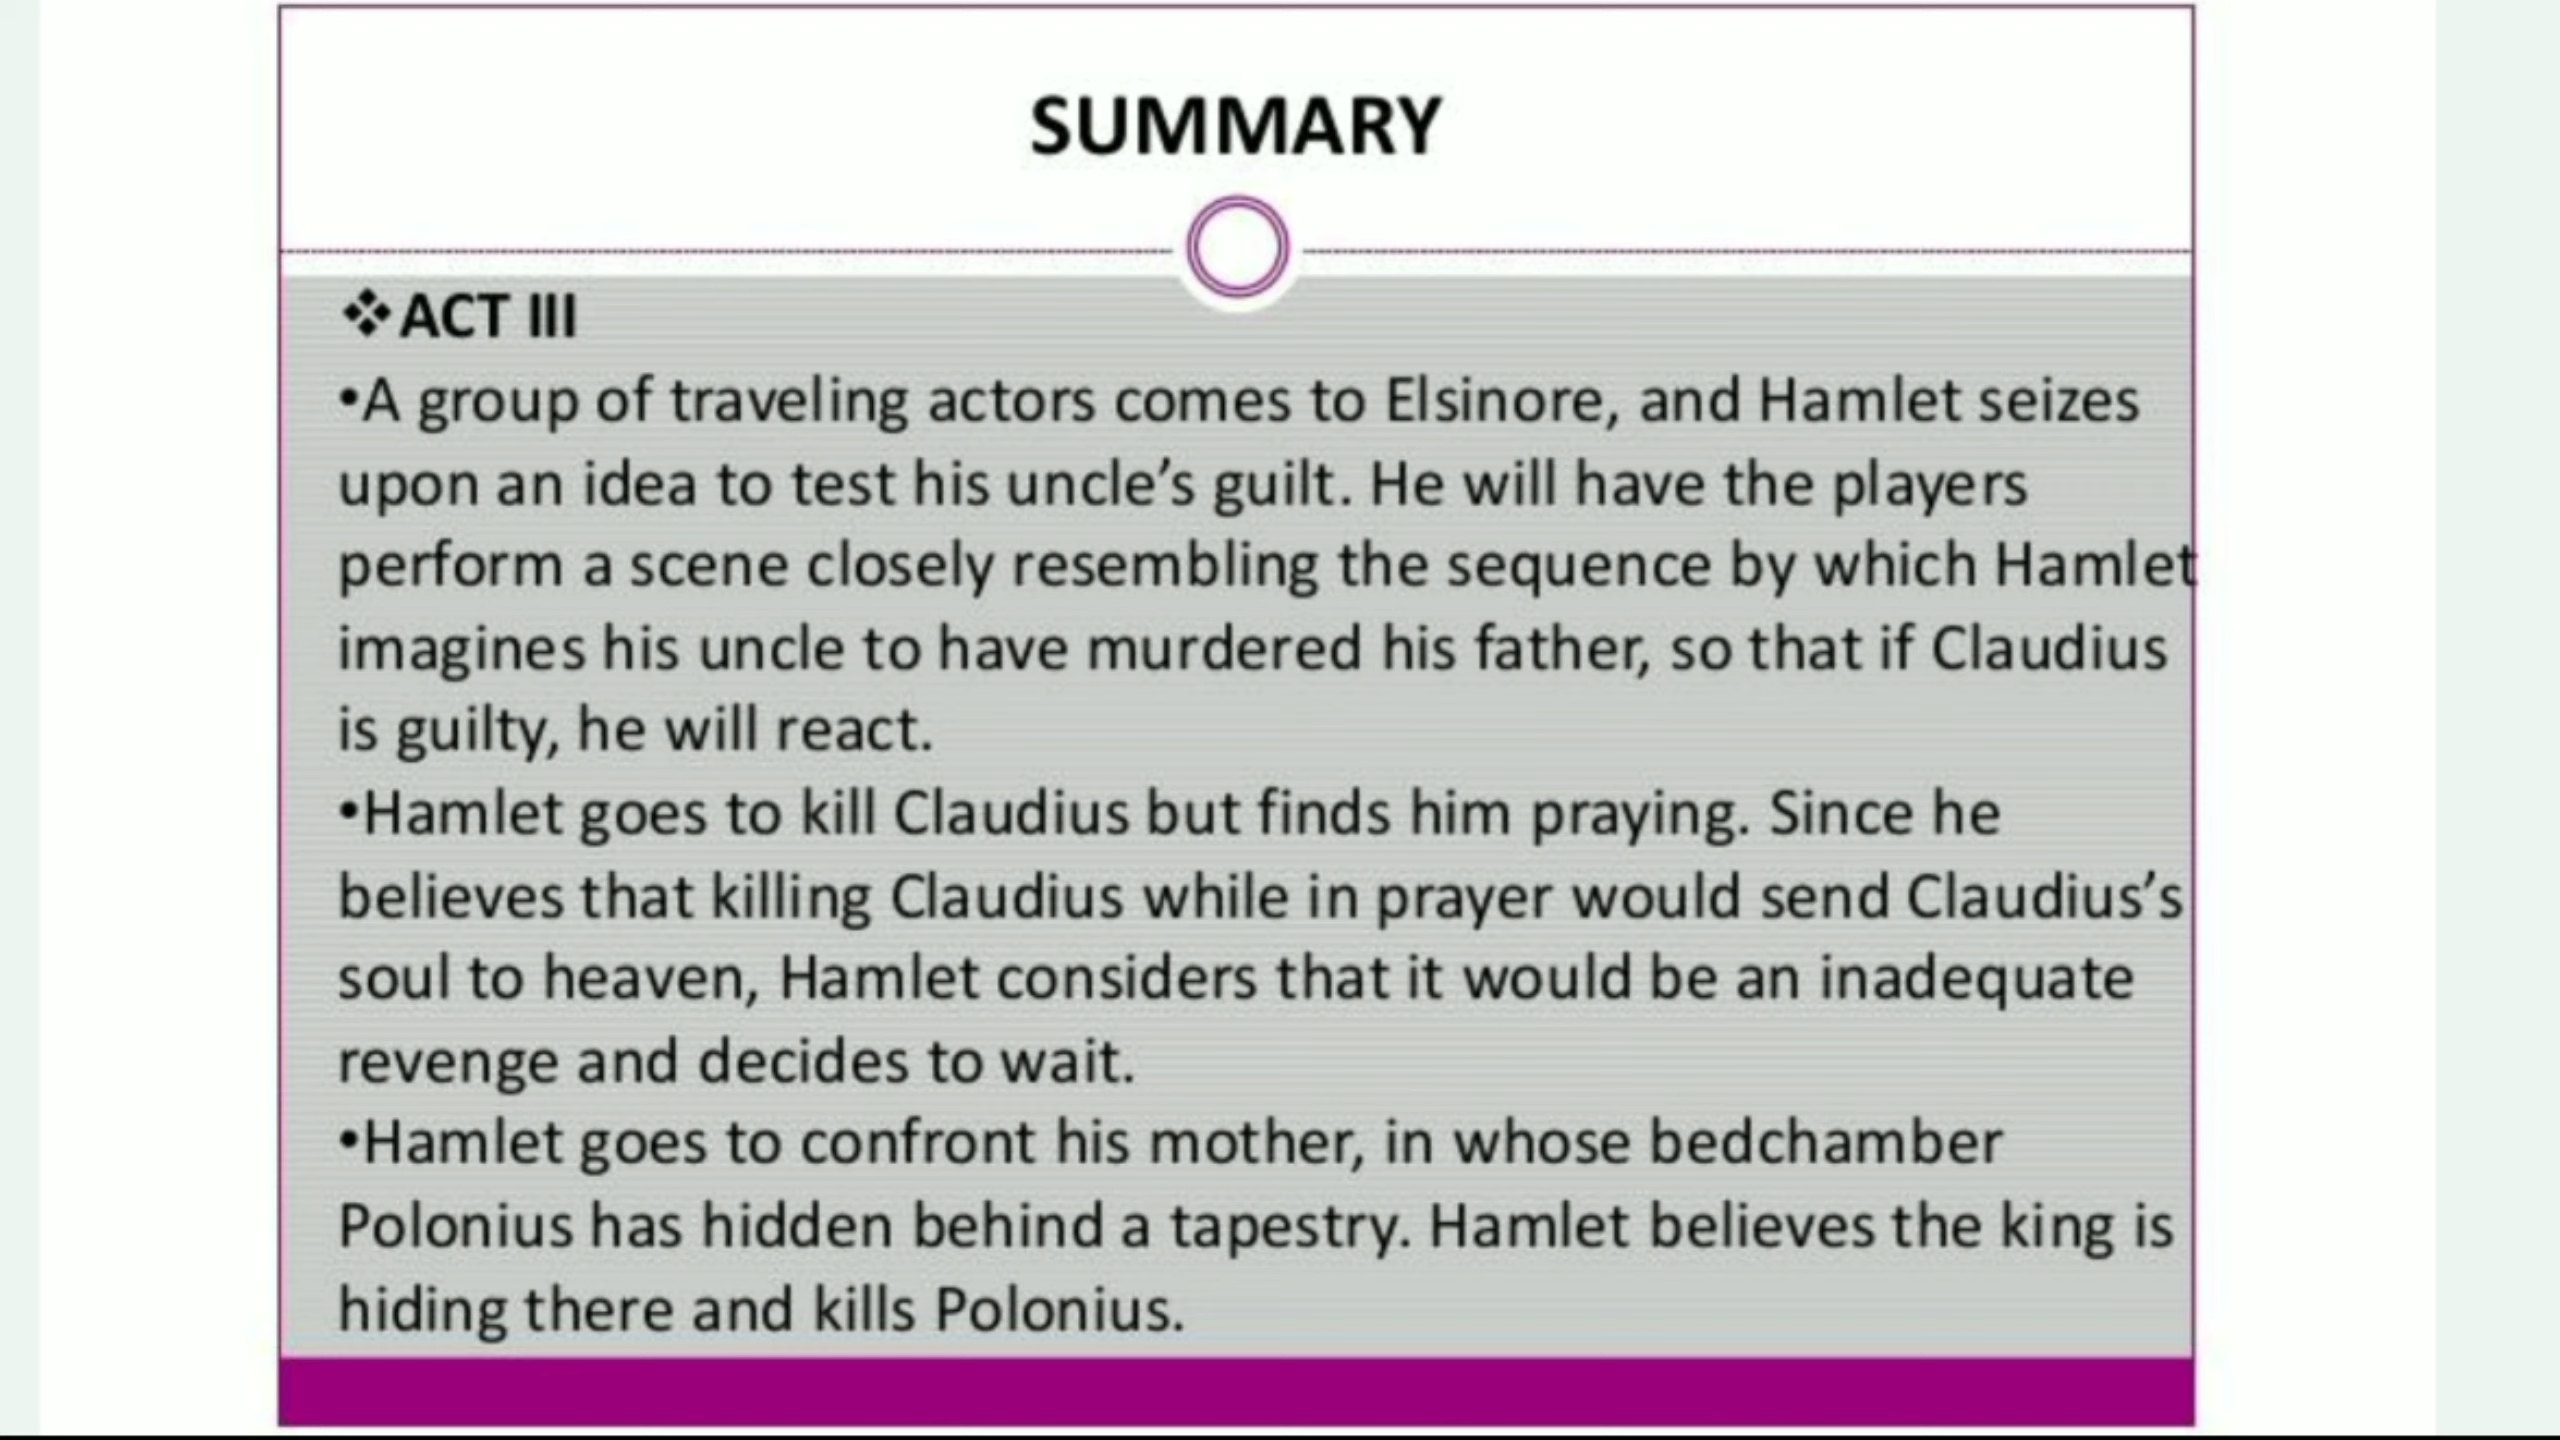 SUMMARY
❖ACT III
•A group of traveling actors comes to Elsinore, and Hamlet seizes
upon an idea to test his uncle’s guilt. He will have the players
perform a scene closely resembling the sequence by which Hamlet
imagines his uncle to have murdered his father, so that if Claudius
is guilty, he will react.
•Hamlet goes to kill Claudius but finds him praying. Since he
believes that killing Claudius while in prayer would send Claudius’s
soul to heaven, Hamlet considers that it would be an inadequate
revenge and decides to wait.
•Hamlet goes to confront his mother, in whose bedchamber
Polonius has hidden behind a tapestry. Hamlet believes the king is
hiding there and kills Polonius.